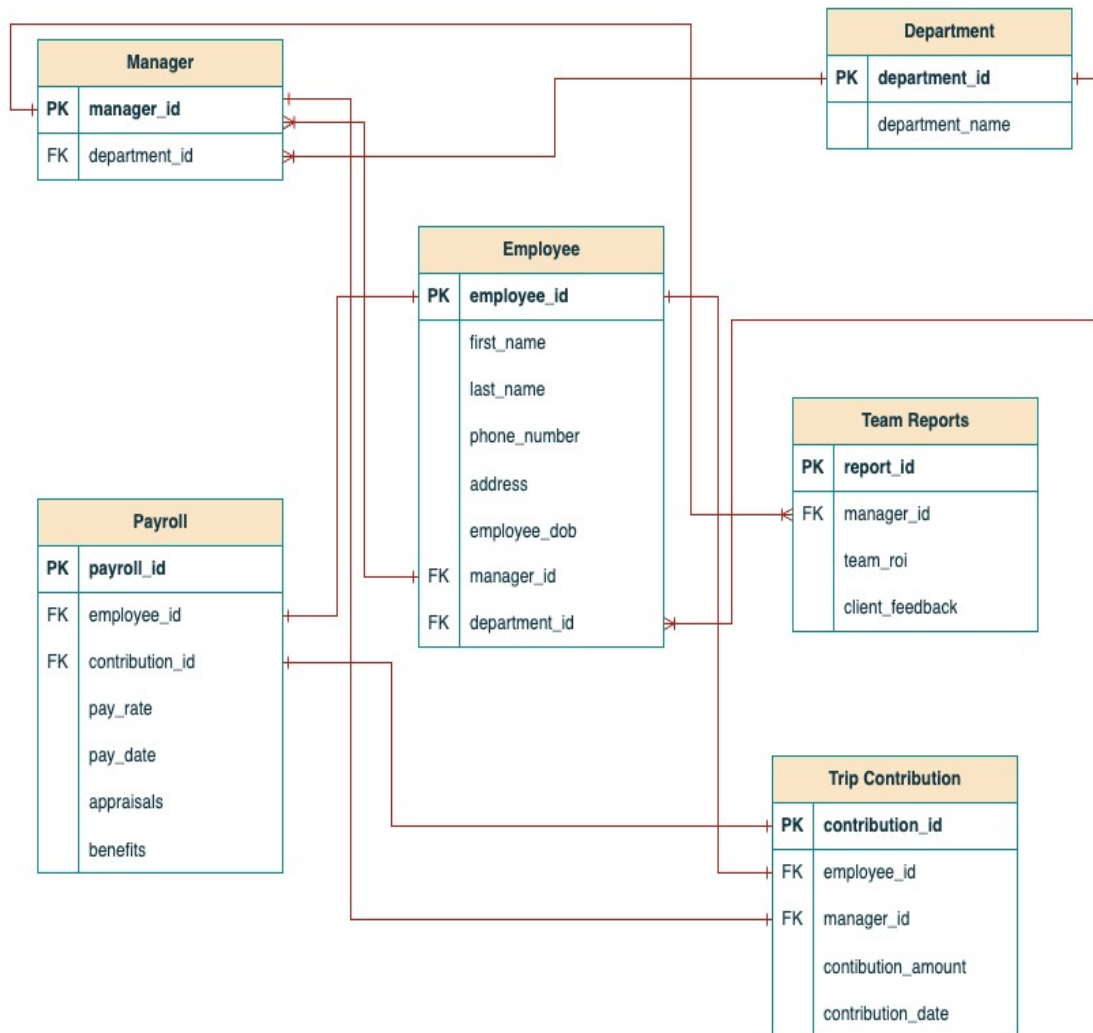 Manager
PK manager_id
FK department_id
Department
PK department_id
department_name
Employee
PK employee_id
first_name
last_name
phone_number
address
employee_dob
FK manager_id
FK department_id
Team Reports
PK report_id
FK manager_id
team_roi
client_feedback
Payroll
PK payroll_id
FK employee_id
FK contribution_id
pay_rate
pay_date
appraisals
benefits
Trip Contribution
PK contribution_id
FK employee_id
FK manager_id
contibution_amount
contribution_date